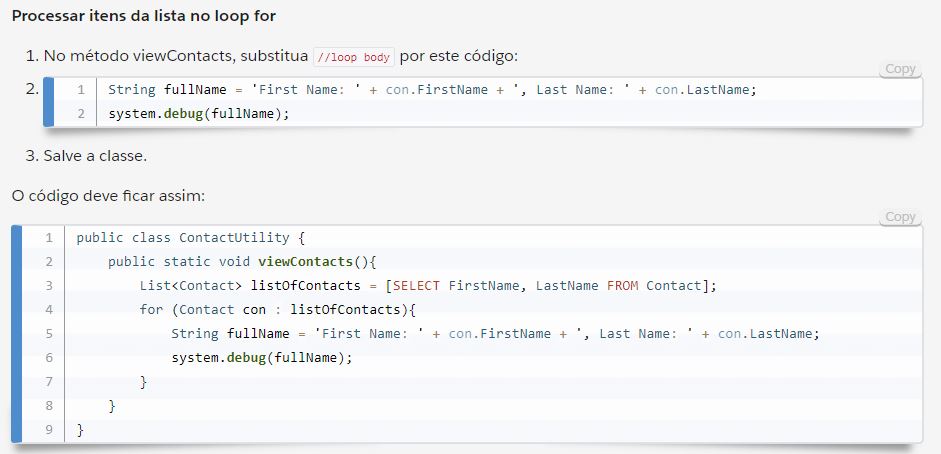 Processar itens da lista no loop for
1. No método viewContacts, substitua //loop body por este código:
Copy
2.
1 String fullName = 'First Name: ' + con.FirstName + ', Last Name: ' + con.LastName;
2 system.debug(fullName);
3. Salve a classe.
O código deve ficar assim:
Copy
1 public class ContactUtility {
2 public static void viewContacts(){
3 List<Contact> listOfContacts = [SELECT FirstName, LastName FROM Contact];
4 for (Contact con : listOfContacts){
5 String fullName = 'First Name: ' + con.FirstName + ', Last Name: ' + con.LastName;
6 system.debug(fullName);
7 }
8 }
9 }